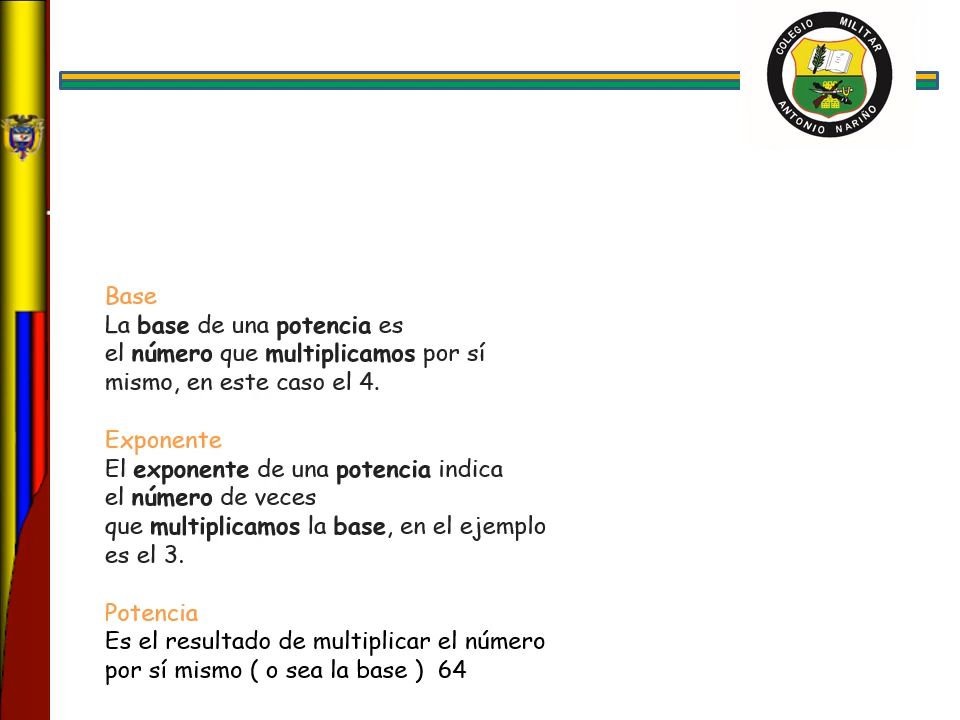 COLEGIO MILITAR
ANTONIO NARIÑO
Base
La base de una potencia es
el número que multiplicamos por sí
mismo, en este caso el 4.
Exponente
El exponente de una potencia indica
el número de veces
que multiplicamos la base, en el ejemplo
es el 3.
Potencia
Es el resultado de multiplicar el número
por sí mismo ( o sea la base ) 64